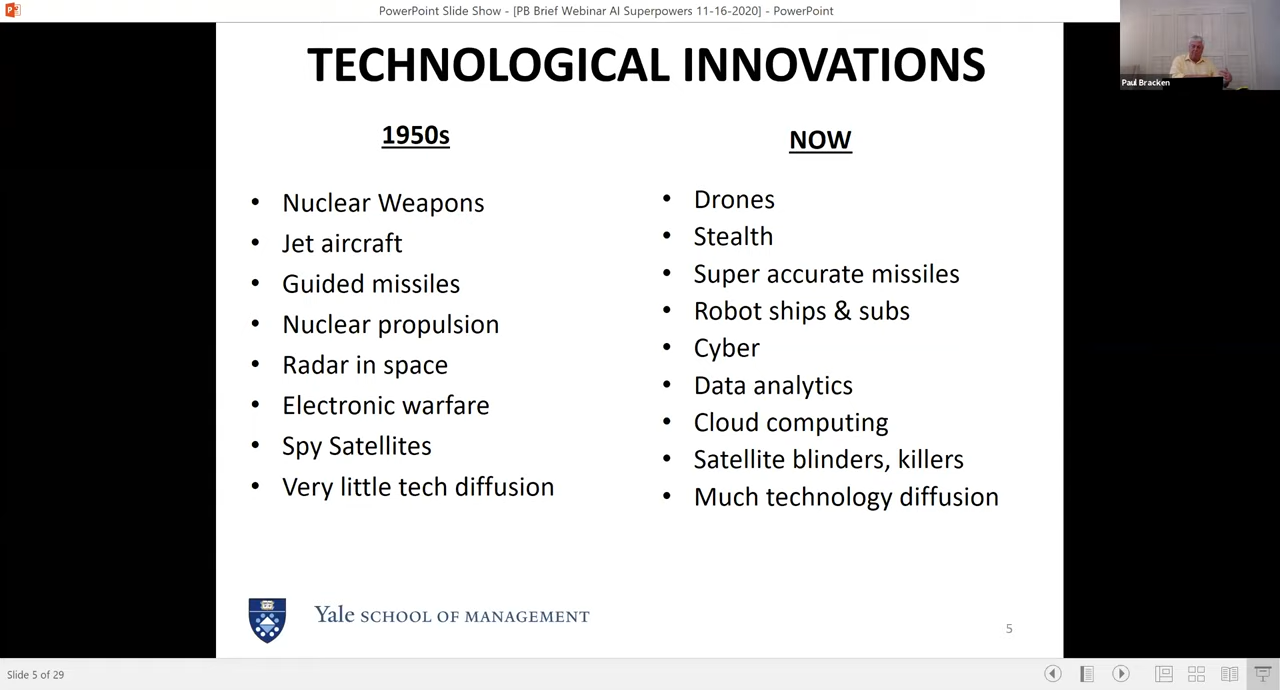 PowerPoint Slide Show - [PB Brief Webinar AI Superpowers 11-16-2020] - PowerPoint
Paul Bracken
TECHNOLOGICAL INNOVATIONS
1950s
• Nuclear Weapons
• Jet aircraft
• Guided missiles
• Nuclear propulsion
• Radar in space
• Electronic warfare
• Spy Satellites
• Very little tech diffusion
NOW
• Drones
• Stealth
• Super accurate missiles
• Robot ships & subs
• Cyber
• Data analytics
• Cloud computing
• Satellite blinders, killers
• Much technology diffusion
Yale SCHOOL OF MANAGEMENT
5
Slide 5 of 29